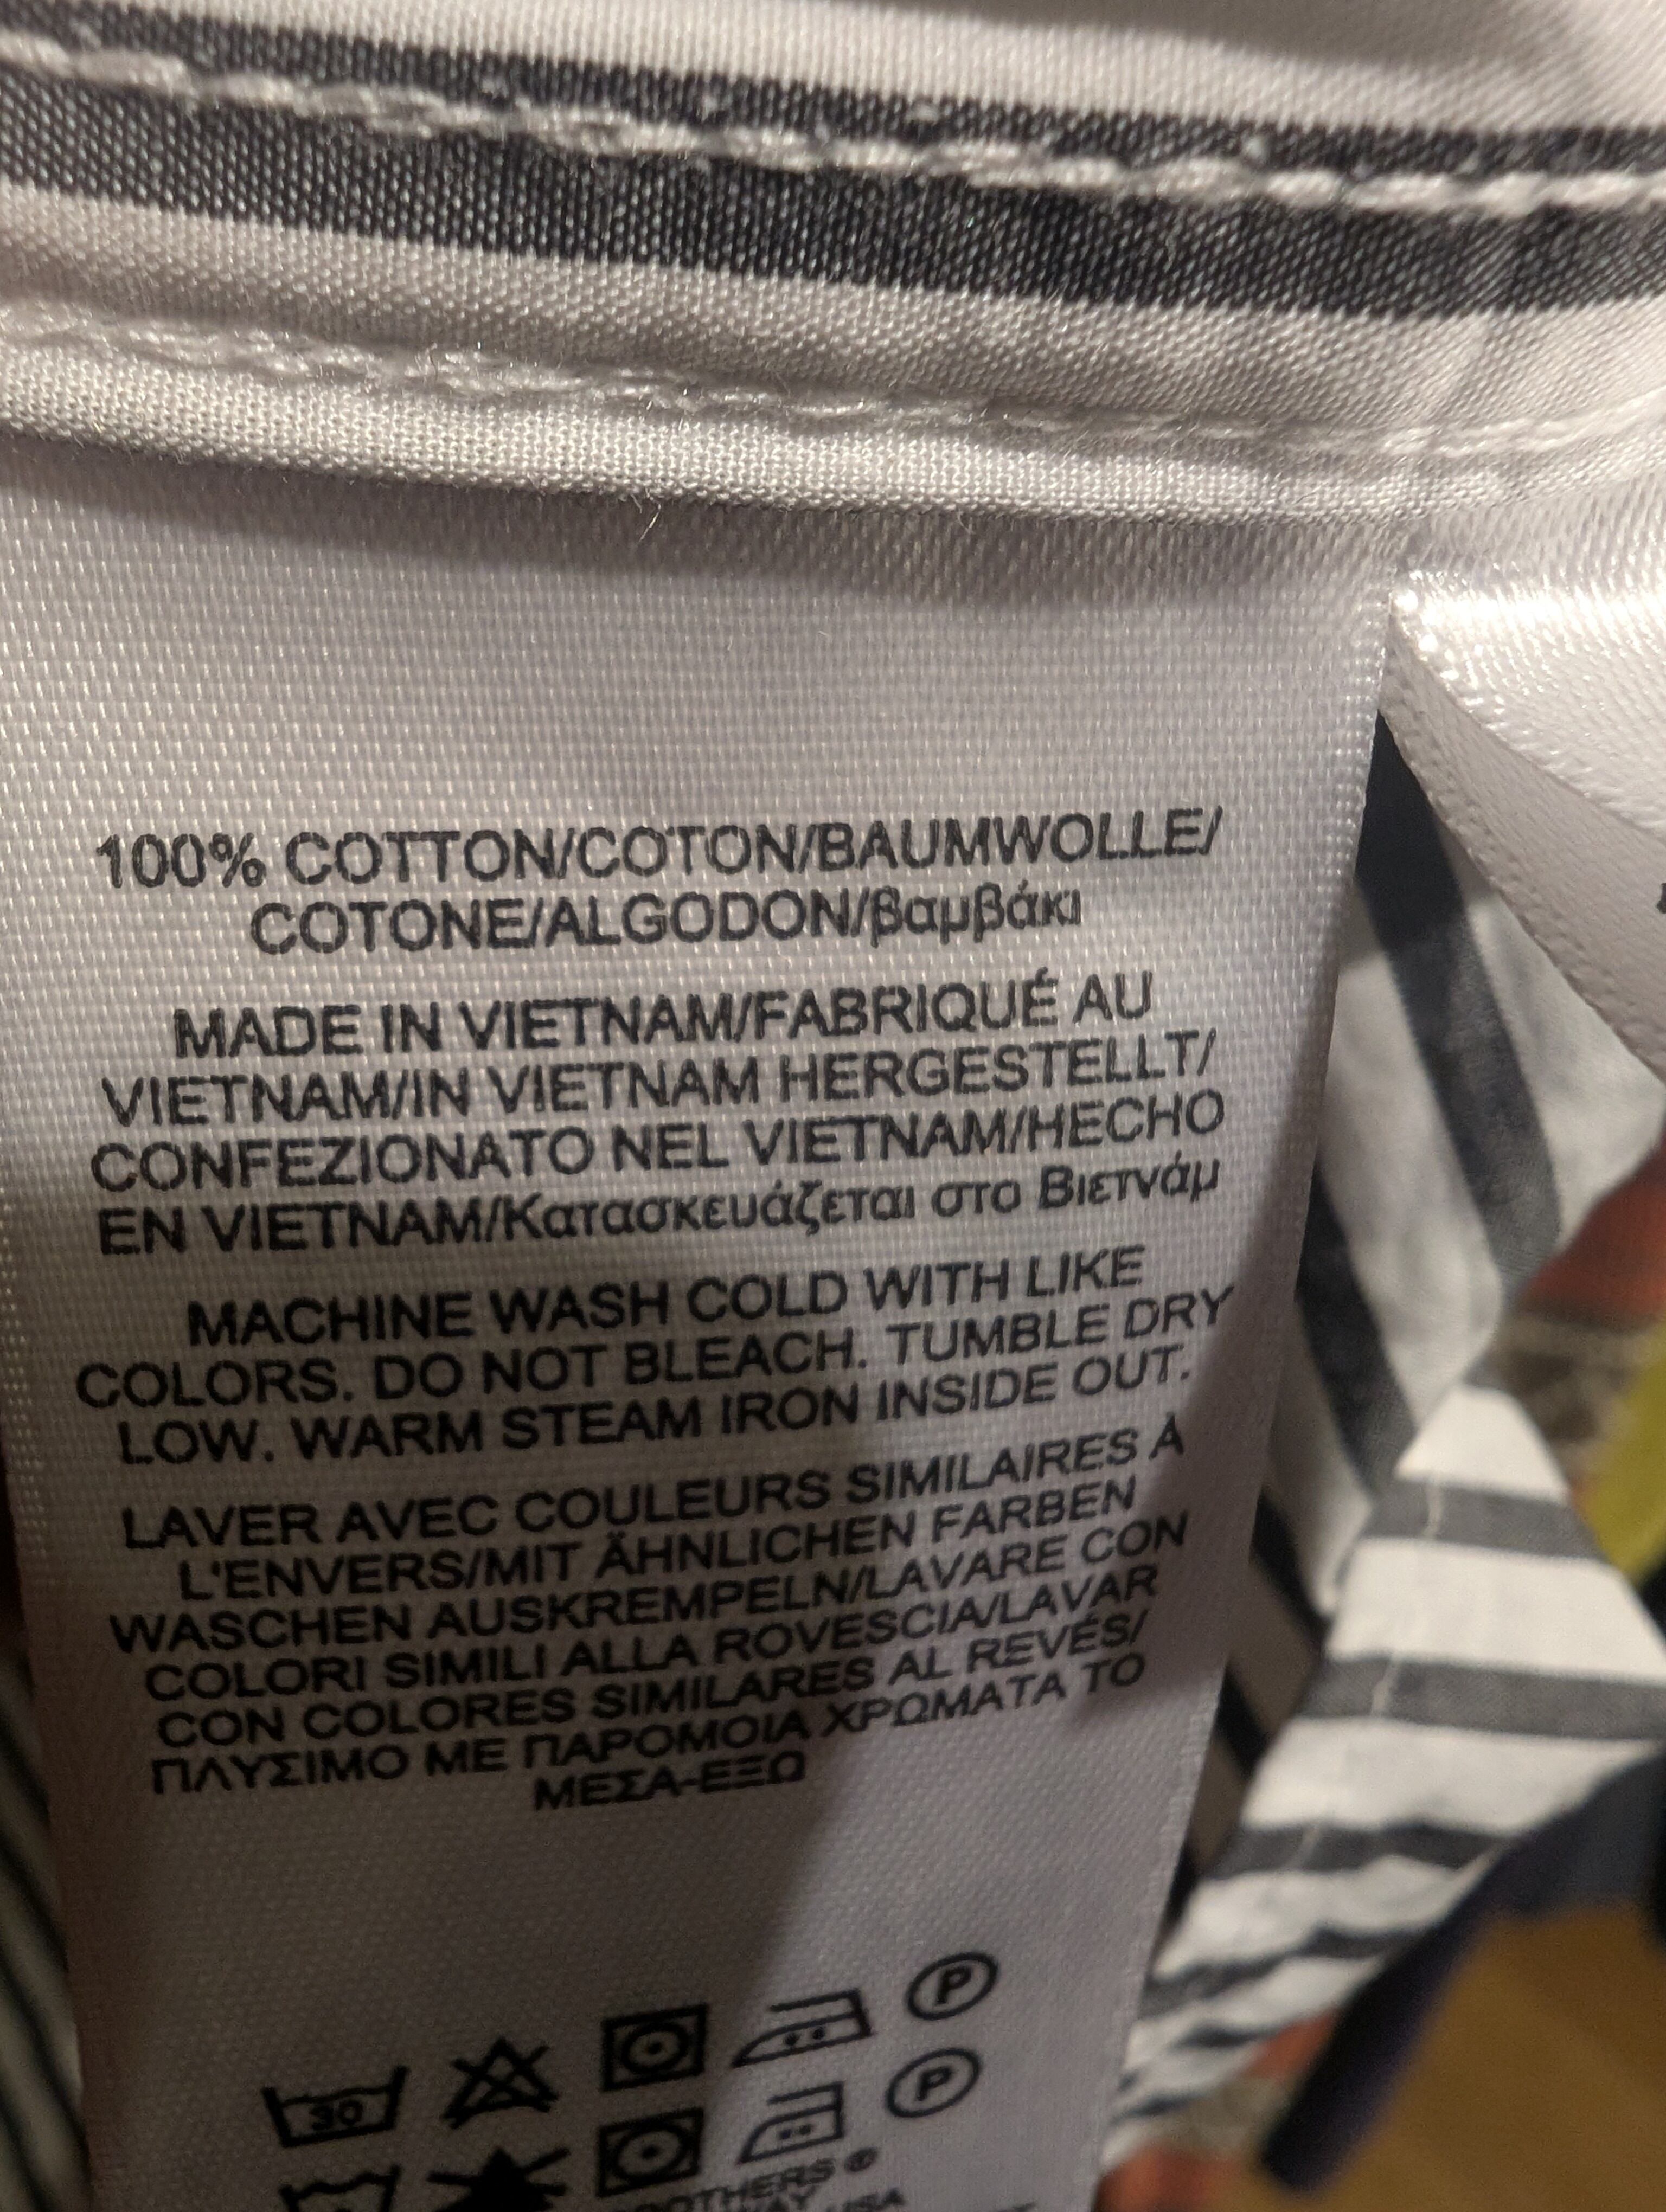 100% COTTON/COTON/BAUMWOLLE/
COTONE/ALGODON/βαμβάκι
MADE IN VIETNAM/FABRIQUÉ AU
VIETNAM/IN VIETNAM HERGESTELLT/
CONFEZIONATO NEL VIETNAM/HECHO
EN VIETNAM/Κατασκευάζεται στο Βιετνάμ
MACHINE WASH COLD WITH LIKE
COLORS. DO NOT BLEACH. TUMBLE DRY
LOW. WARM STEAM IRON INSIDE OUT.
LAVER AVEC COULEURS SIMILAIRES À
L'ENVERS/MIT ÄHNLICHEN FARBEN
WASCHEN AUSKREMPELN/LAVARE CON
COLORI SIMILI ALLA ROVESCIA/LAVAR
CON COLORES SIMILARES AL REVÉS/
ΠΛΥΣΙΜΟ ΜΕ ΠΑΡΟΜΟΙΑ ΧΡΩΜΑΤΑ ΤΟ
ΜΕΣΑ-ΕΞΩ
30 P
P
OTHERS ®
WAY
USA